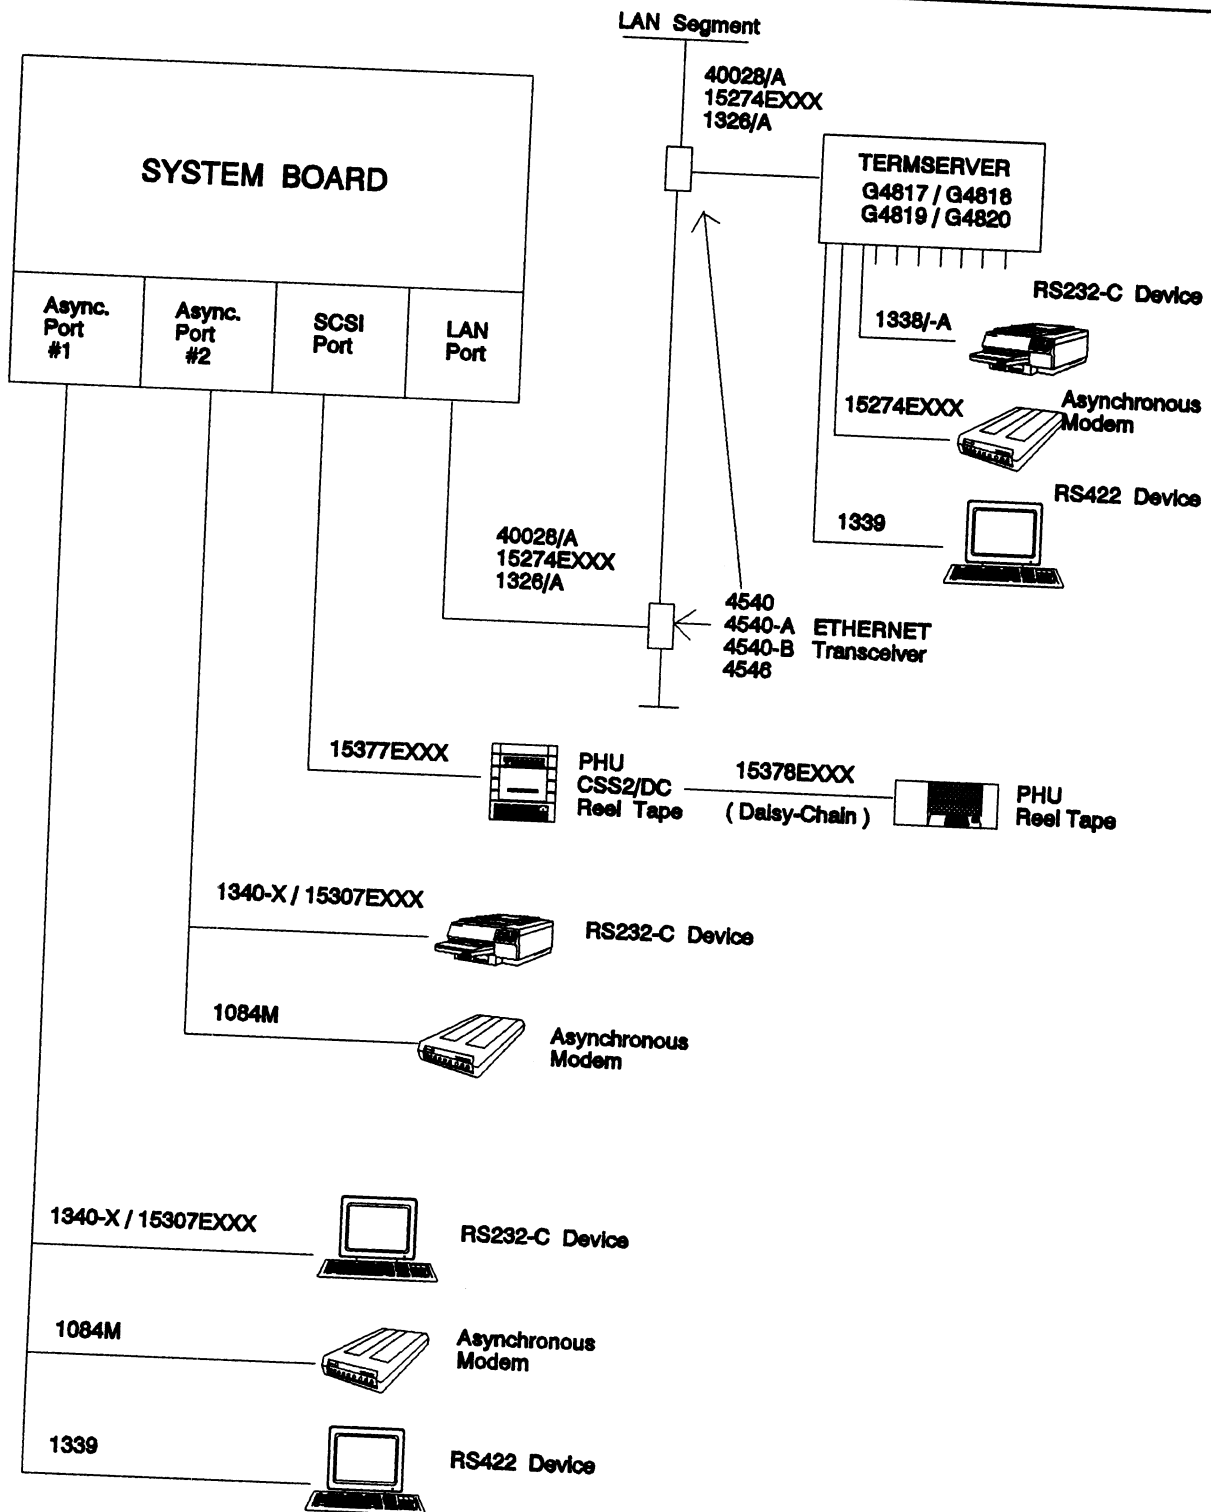 LAN Segment
40028/A
15274EXXX
1326/A
SYSTEM BOARD
TERMSERVER
G4817 / G4818
G4819 / G4820
Async.
Port
#1
Async.
Port
#2
SCSI
Port
LAN
Port
RS232-C Device
1338/-A
15274EXXX
Asynchronous
Modem
RS422 Device
1339
40028/A
15274EXXX
1326/A
4540
4540-A ETHERNET
4540-B Transceiver
4546
15377EXXX
PHU
CSS2/DC
Reel Tape
15378EXXX
( Daisy-Chain )
PHU
Reel Tape
1340-X / 15307EXXX
RS232-C Device
1084M
Asynchronous
Modem
1340-X / 15307EXXX
RS232-C Device
1084M
Asynchronous
Modem
1339
RS422 Device